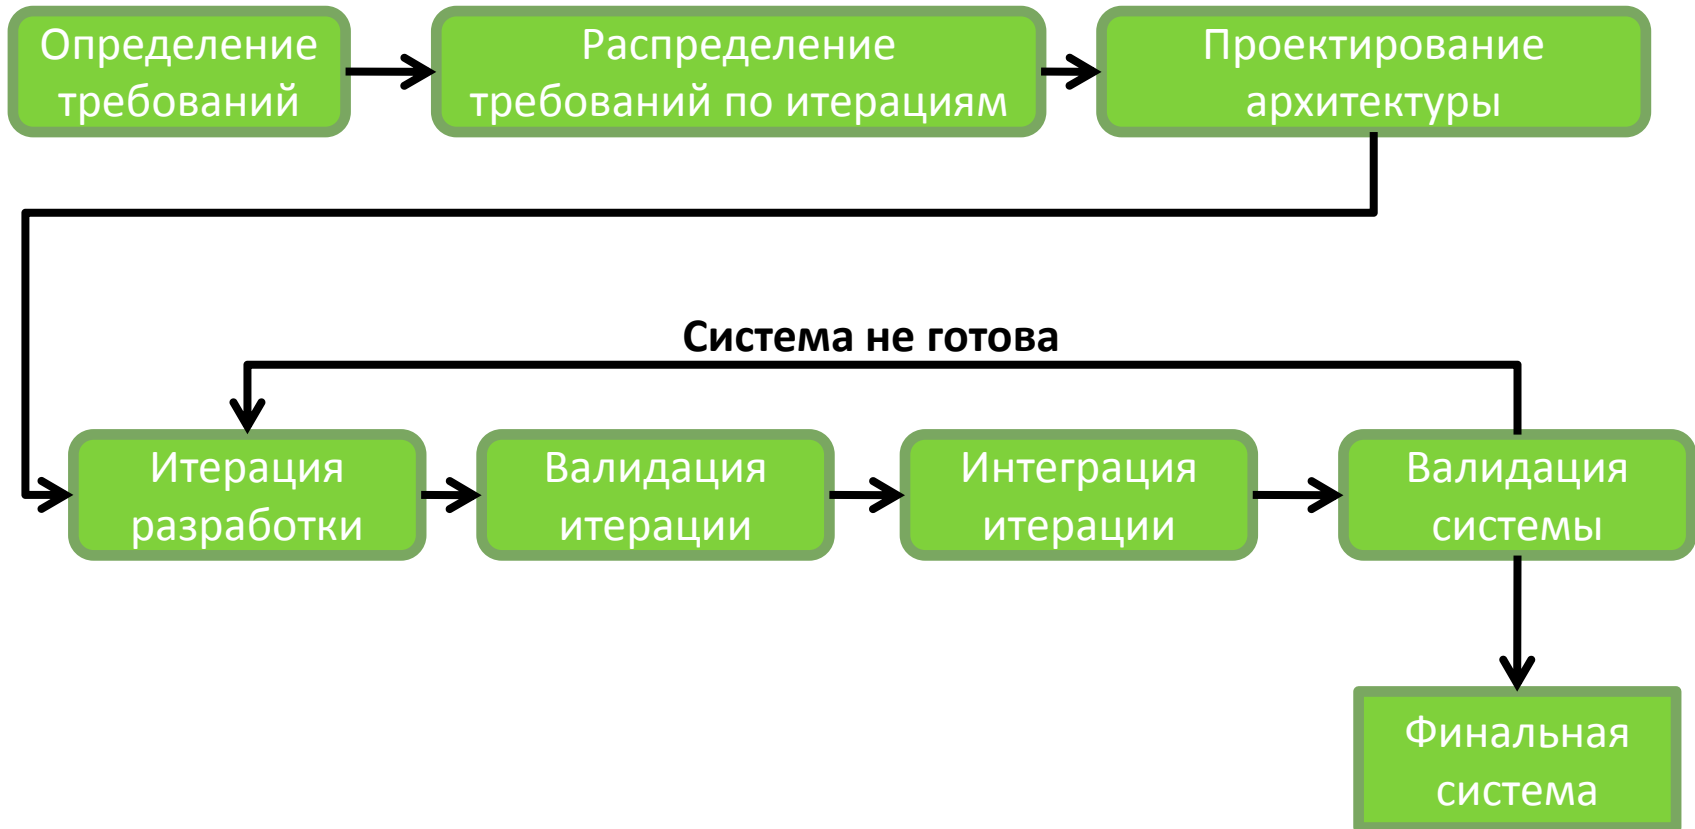 Определение
требований
Распределение
требований по итерациям
Проектирование
архитектуры
Система не готова
Итерация
разработки
Валидация
итерации
Интеграция
итерации
Валидация
системы
Финальная
система